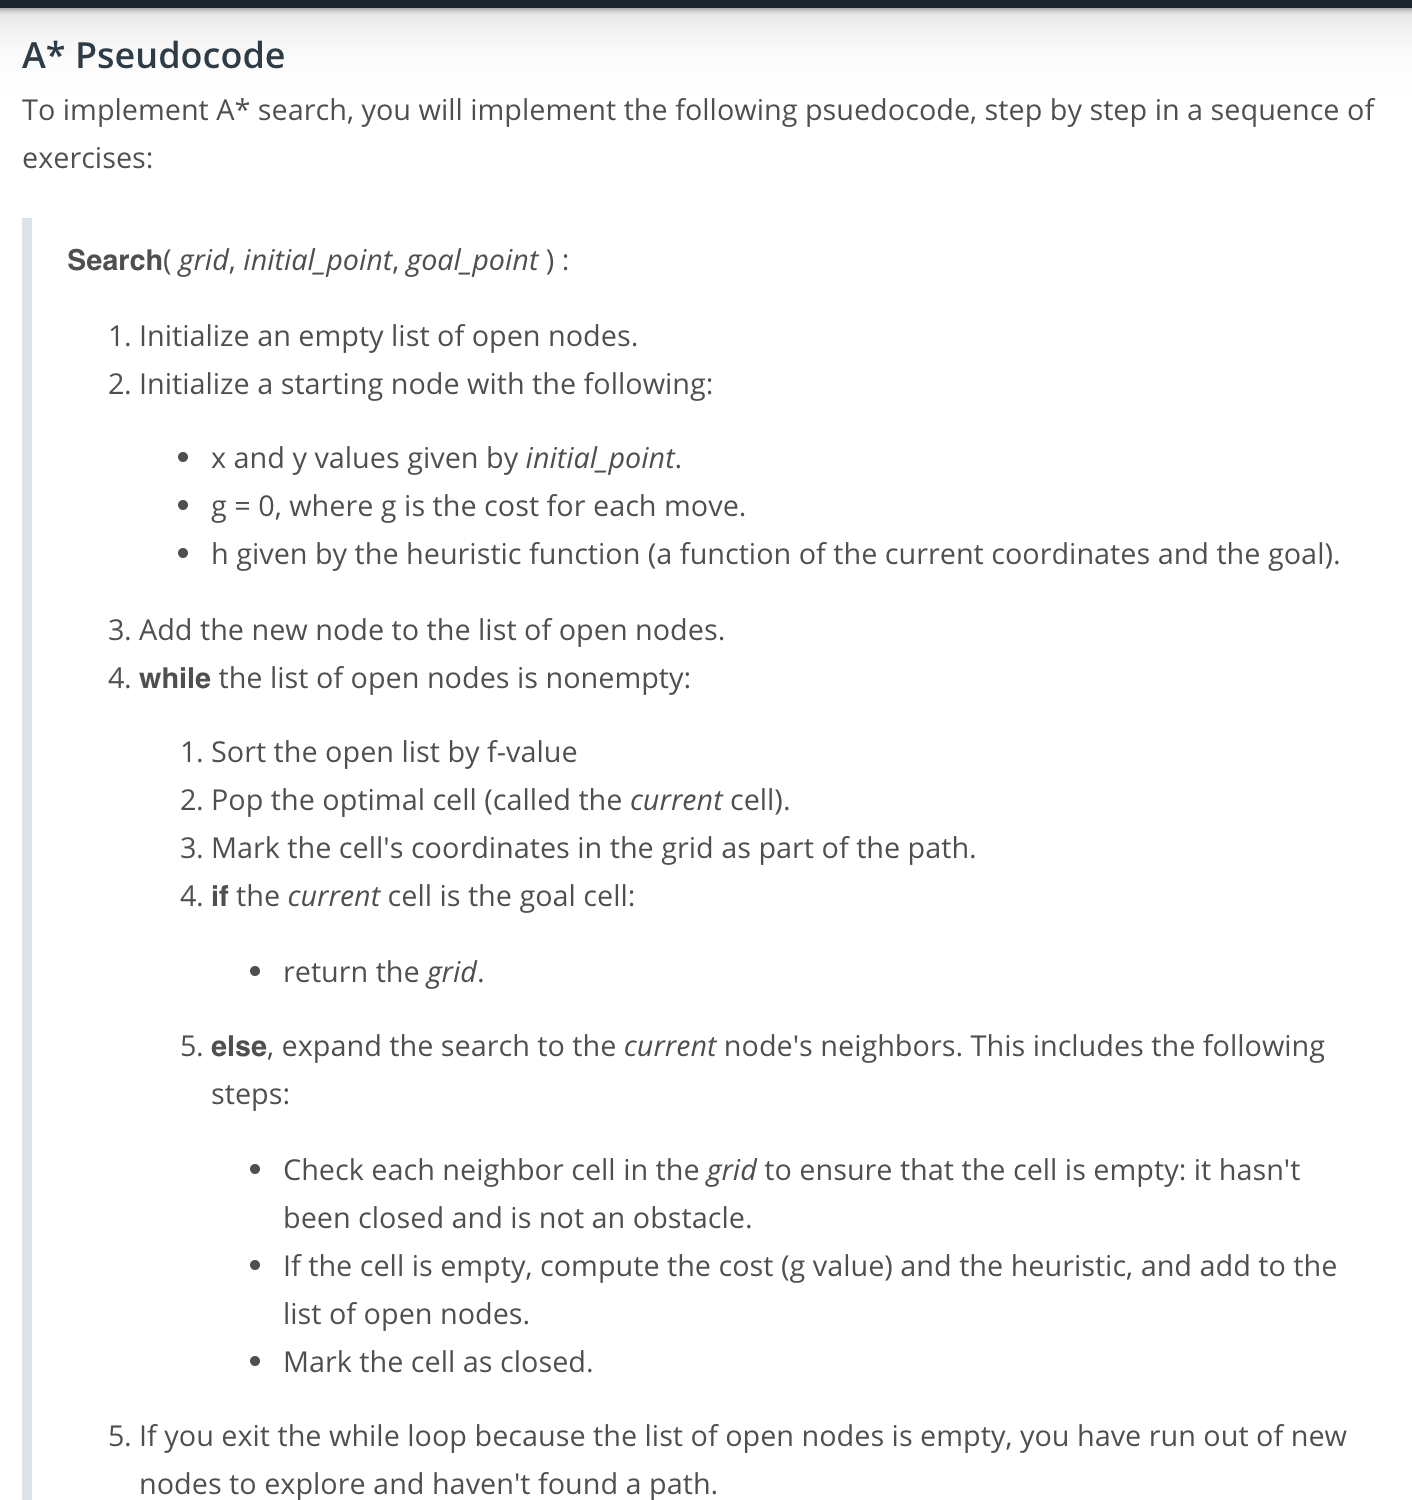 A* Pseudocode
To implement A* search, you will implement the following psuedocode, step by step in a sequence of
exercises:
Search( grid, initial_point, goal_point ) :
1. Initialize an empty list of open nodes.
2. Initialize a starting node with the following:
• x and y values given by initial_point.
• g = 0, where g is the cost for each move.
• h given by the heuristic function (a function of the current coordinates and the goal).
3. Add the new node to the list of open nodes.
4. while the list of open nodes is nonempty:
1. Sort the open list by f-value
2. Pop the optimal cell (called the current cell).
3. Mark the cell's coordinates in the grid as part of the path.
4. if the current cell is the goal cell:
• return the grid.
5. else, expand the search to the current node's neighbors. This includes the following
steps:
• Check each neighbor cell in the grid to ensure that the cell is empty: it hasn't
been closed and is not an obstacle.
• If the cell is empty, compute the cost (g value) and the heuristic, and add to the
list of open nodes.
• Mark the cell as closed.
5. If you exit the while loop because the list of open nodes is empty, you have run out of new
nodes to explore and haven't found a path.